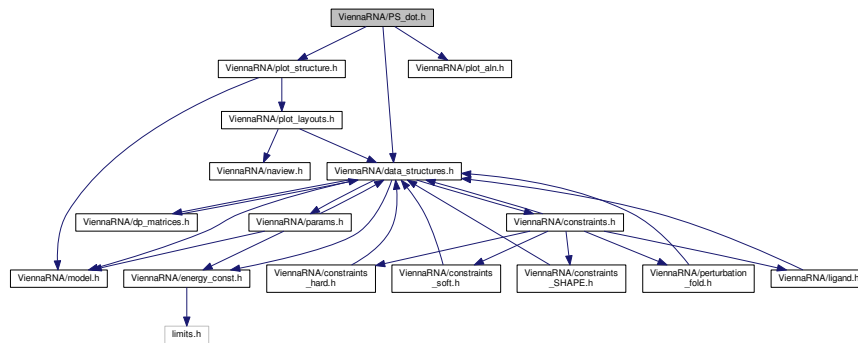 ViennaRNA/PS_dot.h
ViennaRNA/plot_structure.h
ViennaRNA/plot_aln.h
ViennaRNA/plot_layouts.h
ViennaRNA/naview.h
ViennaRNA/data_structures.h
ViennaRNA/dp_matrices.h
ViennaRNA/params.h
ViennaRNA/constraints.h
ViennaRNA/model.h
ViennaRNA/energy_const.h
ViennaRNA/constraints
_hard.h
ViennaRNA/constraints
_soft.h
ViennaRNA/constraints
_SHAPE.h
ViennaRNA/perturbation
_fold.h
ViennaRNA/ligand.h
limits.h